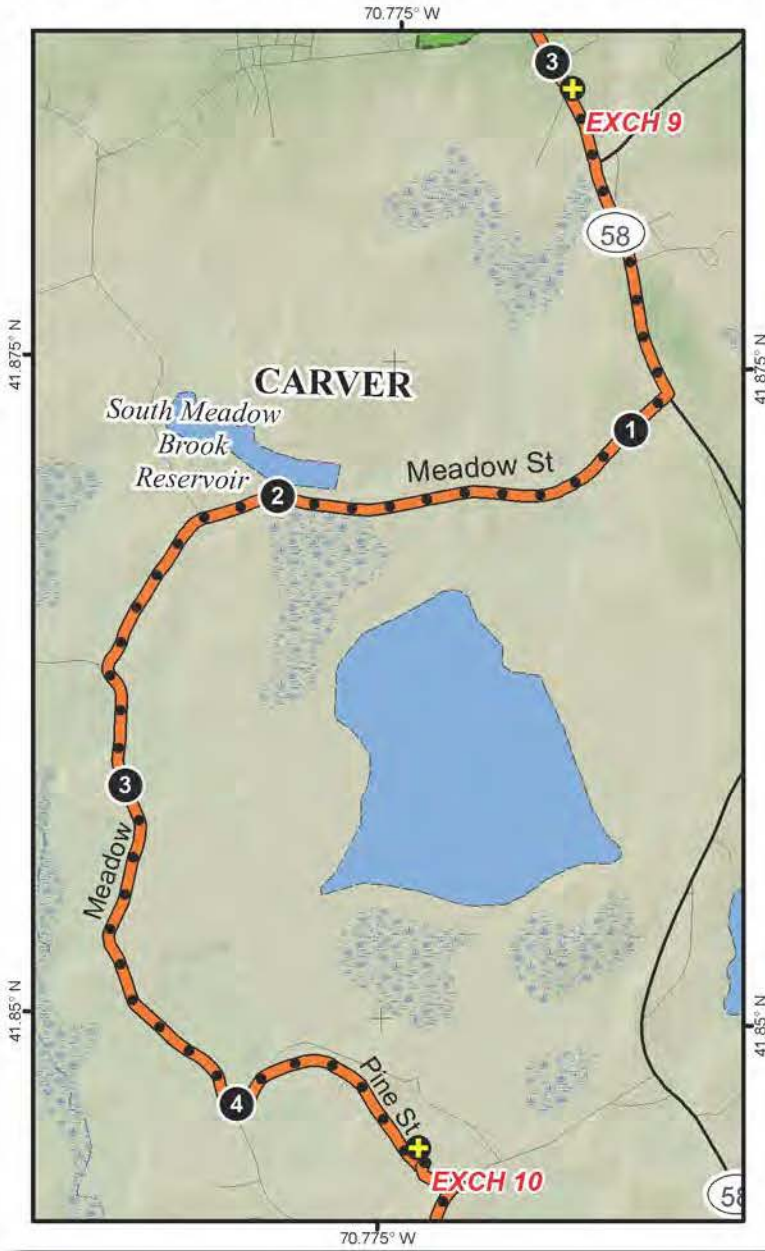 70.775° W
3
EXCH 9
58
41.875° N
41.875° N
CARVER
South Meadow
Brook
Reservoir
1
Meadow St
2
3
Meadow
41.85° N
41.85° N
4
Pine St
EXCH 10
58
70.775° W